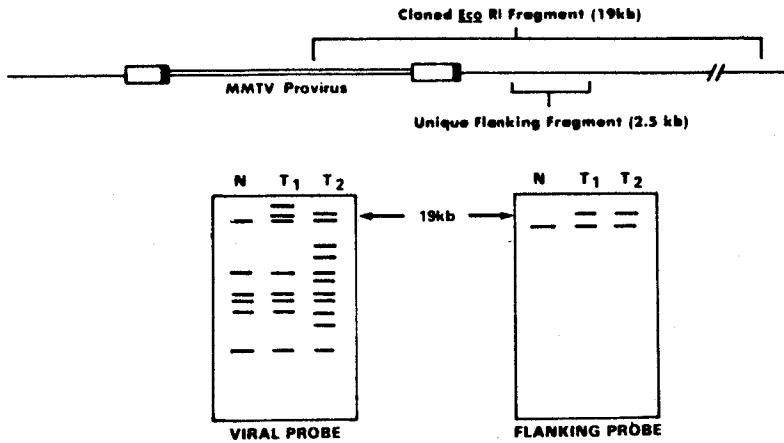 Cloned Eco RI Fragment (19kb)
MMTV Provirus
Unique Flanking Fragment (2.5 kb)
N T1 T2
19kb
N T1 T2
VIRAL PROBE
FLANKING PROBE